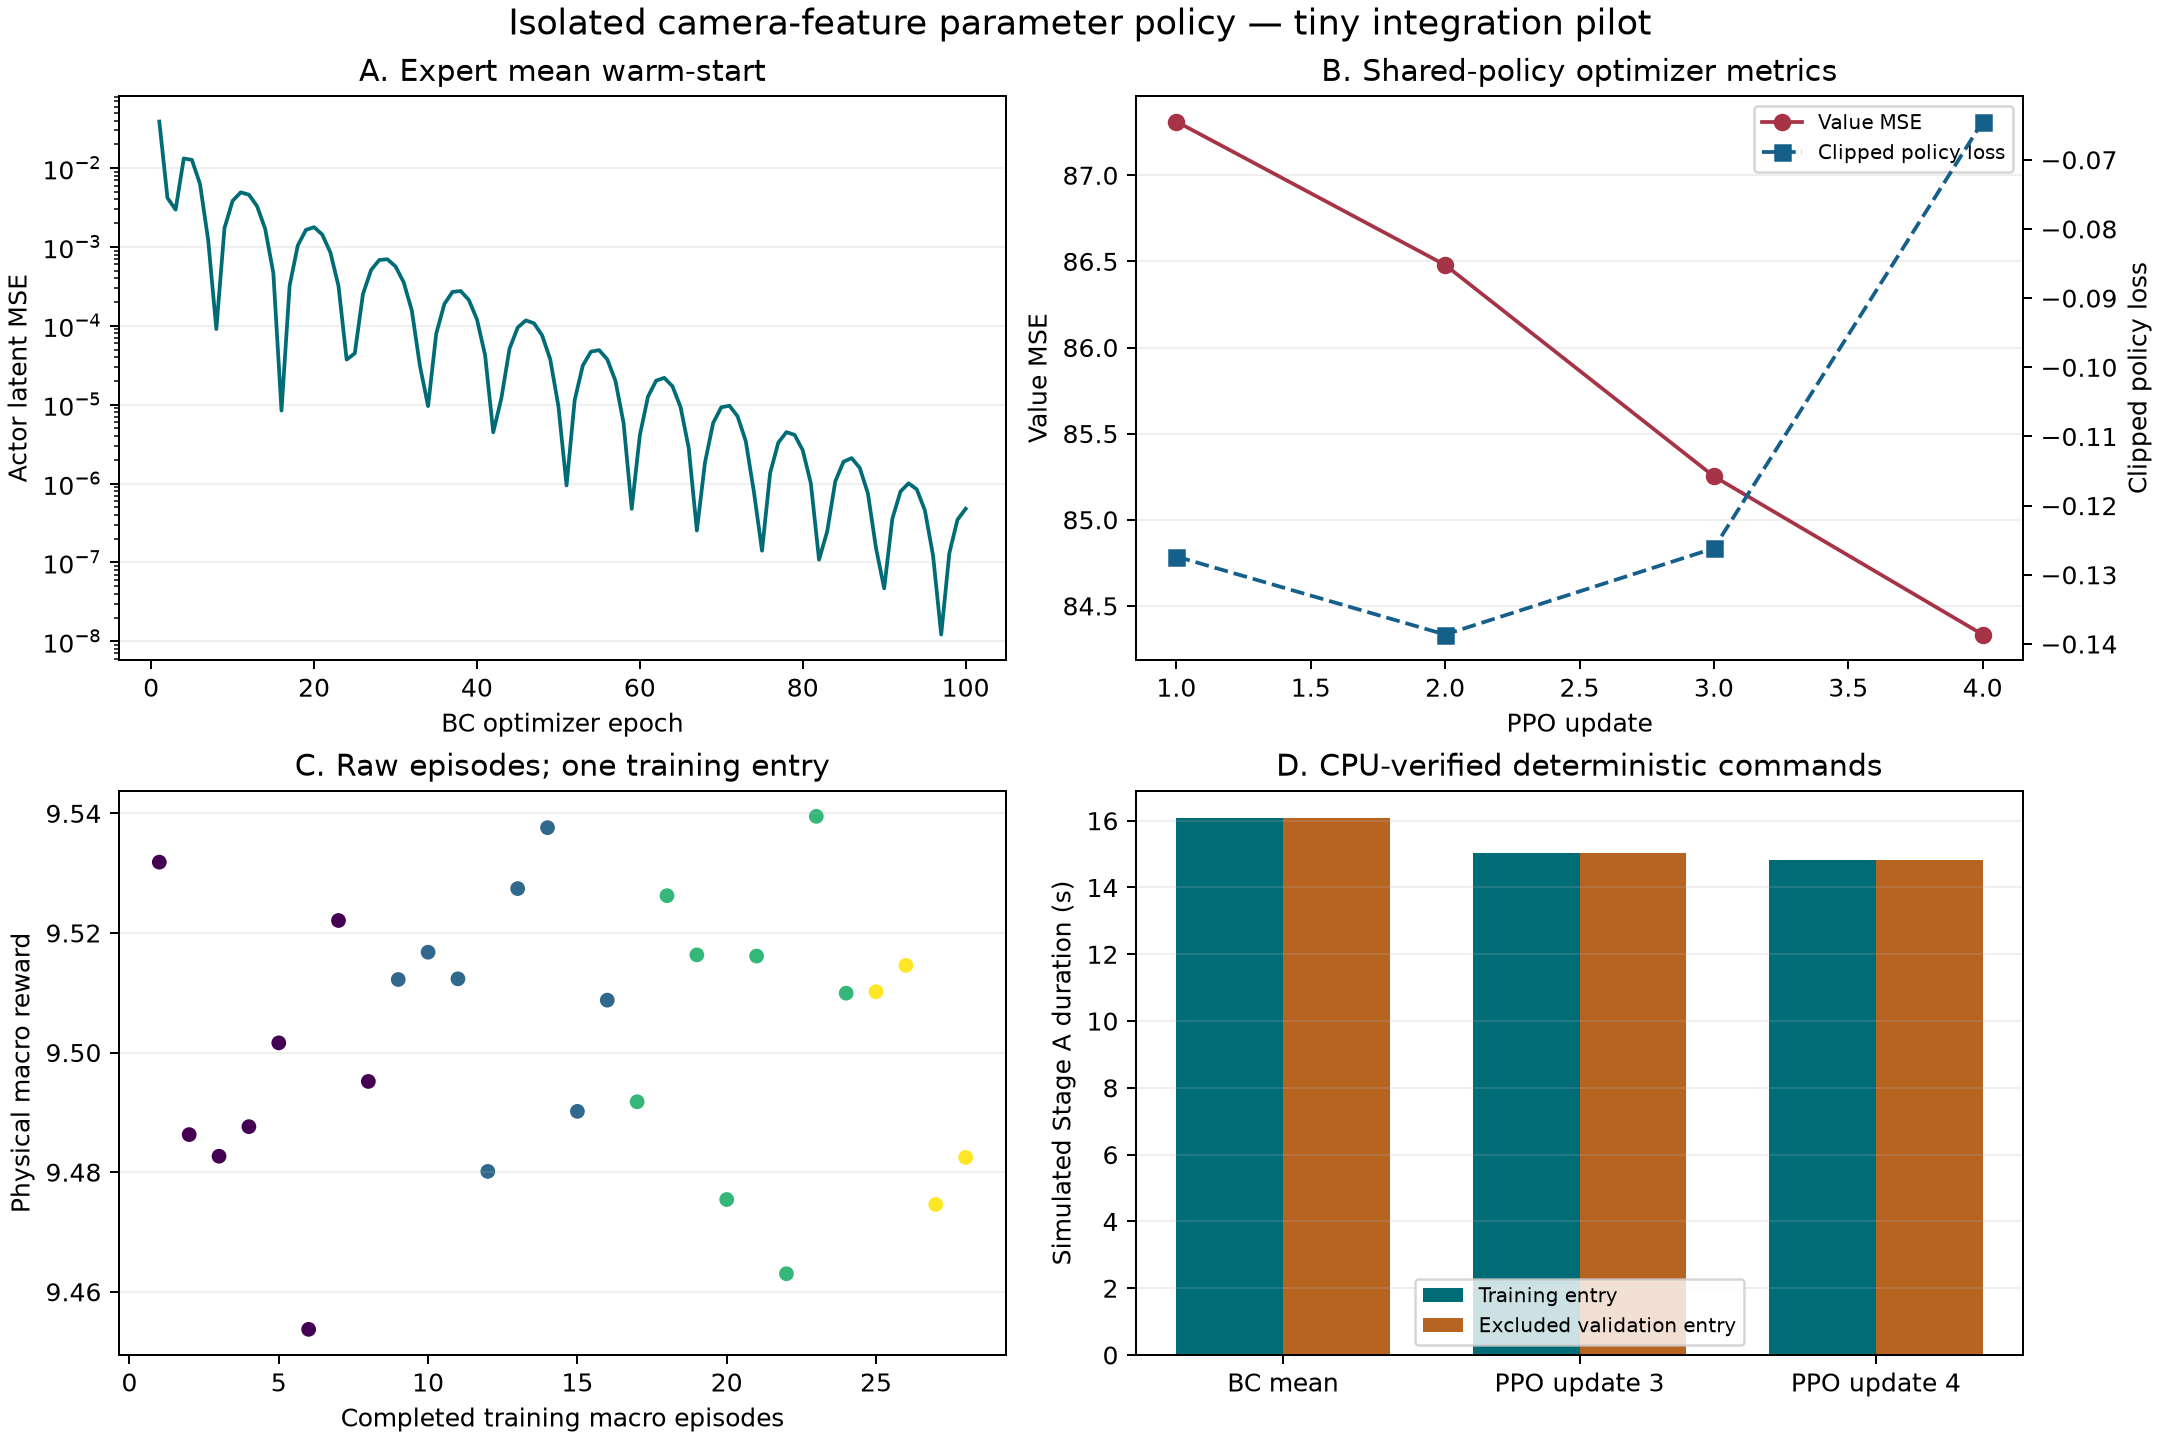 Isolated camera-feature parameter policy — tiny integration pilot
A. Expert mean warm-start
Actor latent MSE
10⁻²
10⁻³
10⁻⁴
10⁻⁵
10⁻⁶
10⁻⁷
10⁻⁸
0 20 40 60 80 100
BC optimizer epoch
B. Shared-policy optimizer metrics
Value MSE
Clipped policy loss
Value MSE
87.0
86.5
86.0
85.5
85.0
84.5
−0.07
−0.08
−0.09
−0.10
−0.11
−0.12
−0.13
−0.14
Clipped policy loss
1.0 1.5 2.0 2.5 3.0 3.5 4.0
PPO update
C. Raw episodes; one training entry
Physical macro reward
9.54
9.52
9.50
9.48
9.46
0 5 10 15 20 25
Completed training macro episodes
D. CPU-verified deterministic commands
Simulated Stage A duration (s)
16
14
12
10
8
6
4
2
0
Training entry
Excluded validation entry
BC mean PPO update 3 PPO update 4